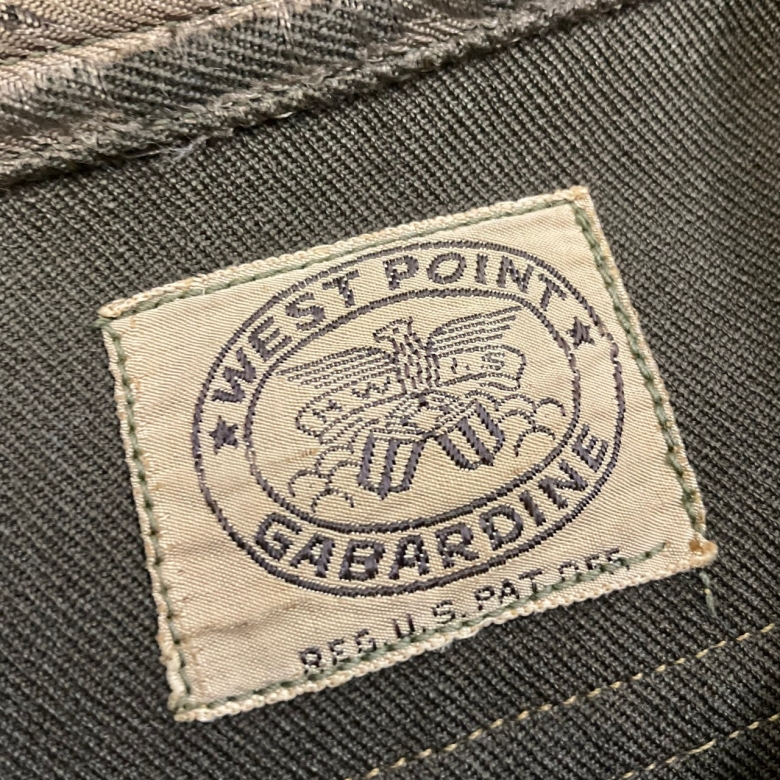 WEST POINT
GABARDINE
REG. U.S. PAT. OFF.